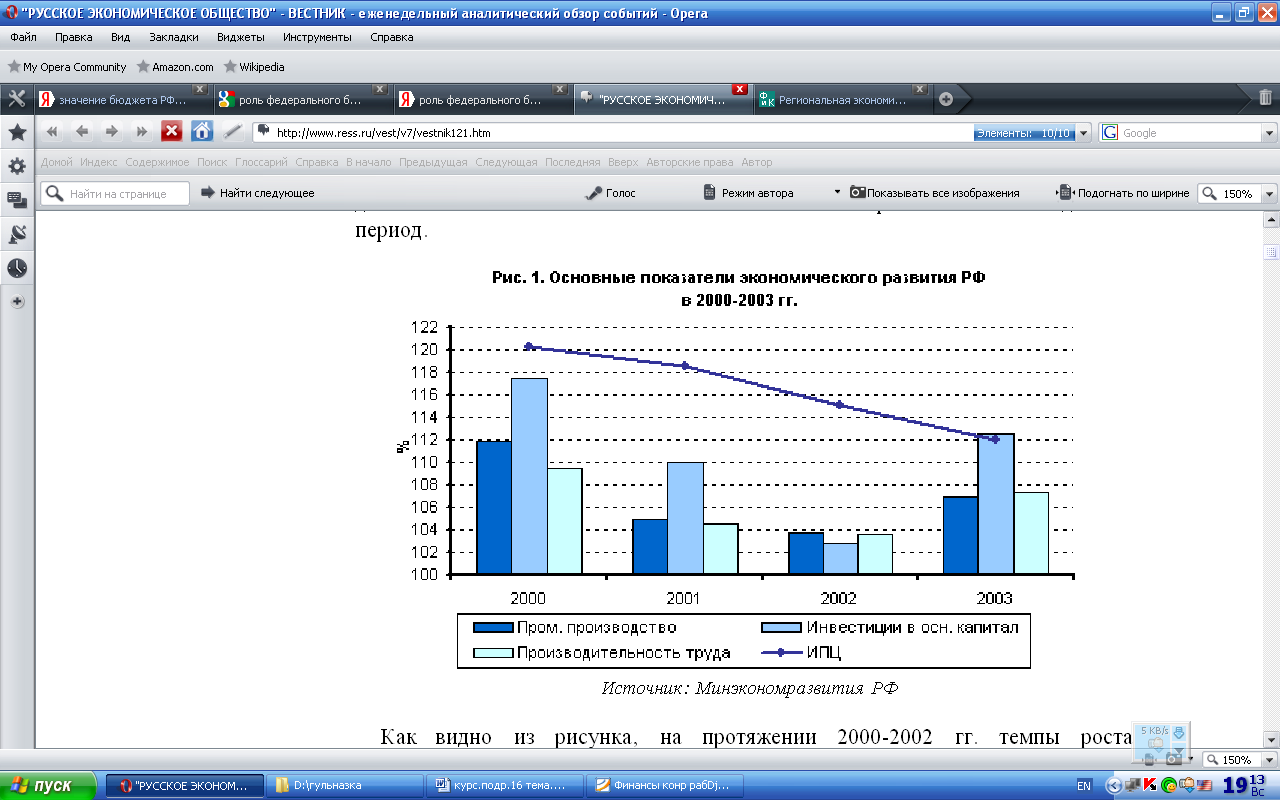 "РУССКОЕ ЭКОНОМИЧЕСКОЕ ОБЩЕСТВО" - ВЕСТНИК - еженедельный аналитический обзор событий - Opera
Файл Правка Вид Закладки Виджеты Инструменты Справка
My Opera Community Amazon.com Wikipedia
значение бюджета РФ... роль федерального б... роль федерального б... "РУССКОЕ ЭКОНОМИЧ... Региональная экономи...
http://www.ress.ru/vest/v7/vestnik121.htm Элементы: 10/10 Google
Домой Индекс Содержимое Поиск Глоссарий Справка В начало Предыдущая Следующая Последняя Вверх Авторские права Автор
Найти на странице Найти следующее Голос Режим автора Показывать все изображения Подогнать по ширине 150%
период.
Рис. 1. Основные показатели экономического развития РФ
в 2000-2003 гг.
122
120
118
116
114
112
110
108
106
104
102
100
%
2000 2001 2002 2003
Пром. производство Инвестиции в осн. капитал
Производительность труда ИПЦ
Источник: Минэкономразвития РФ
Как видно из рисунка, на протяжении 2000-2002 гг. темпы роста
5 KB/s
150%
пуск "РУССКОЕ ЭКОНОМ... D:\гульназка курс.подр.16 тема.... Финансы конр рабDj... EN 19 13 Вс